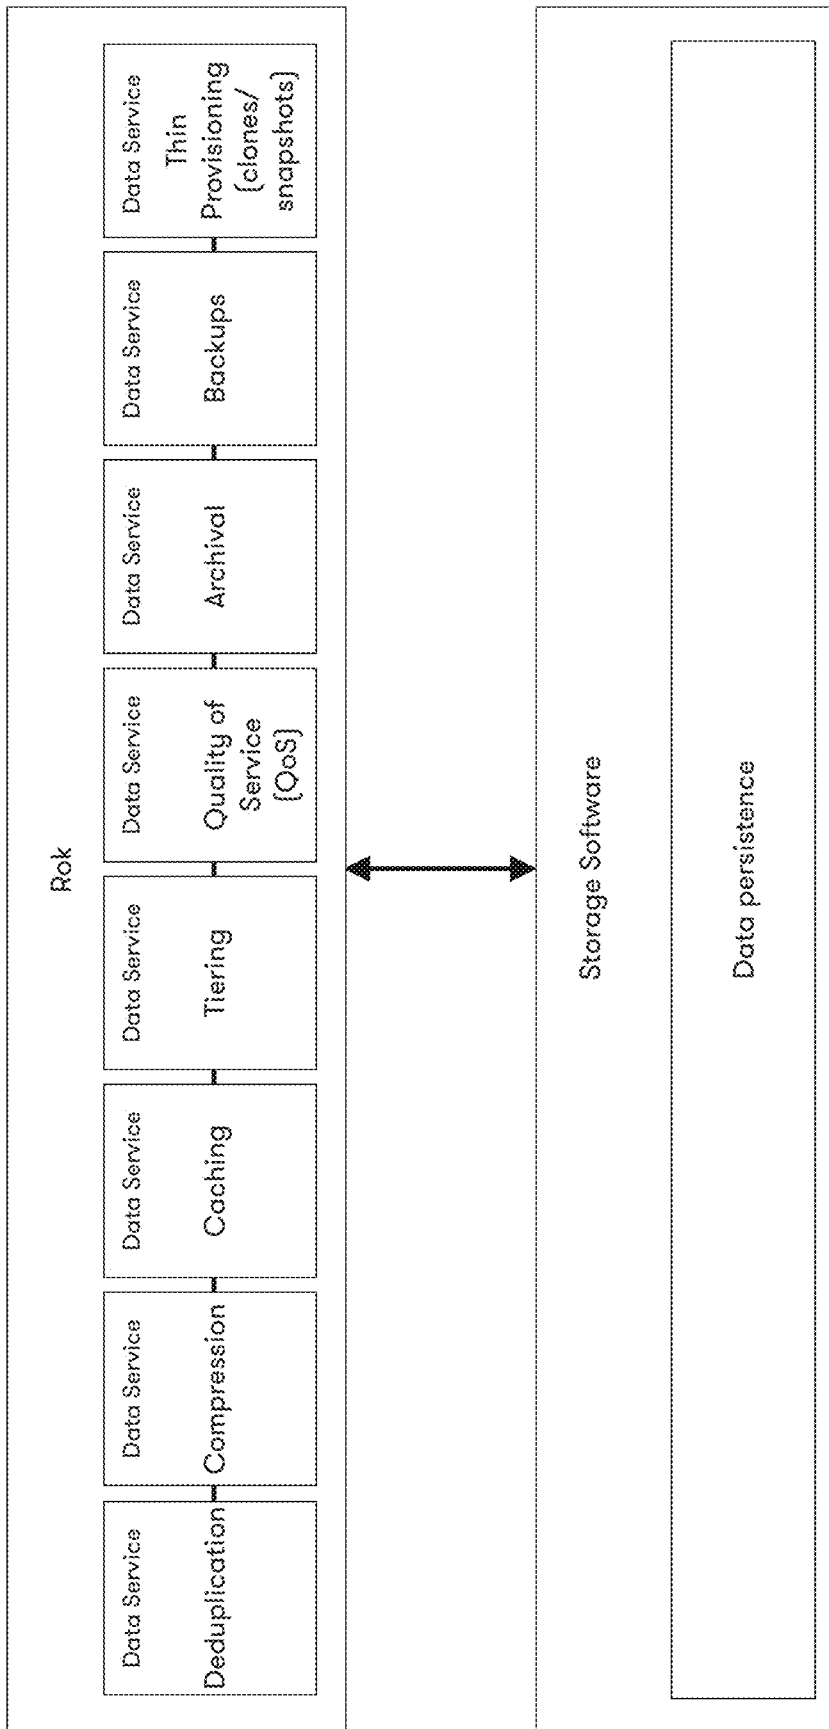 Rok
Data Service
Deduplication
Data Service
Compression
Data Service
Caching
Data Service
Tiering
Data Service
Quality of
Service
(QoS)
Data Service
Archival
Data Service
Backups
Data Service
Thin
Provisioning
(clones/
snapshots)
Storage Software
Data persistence